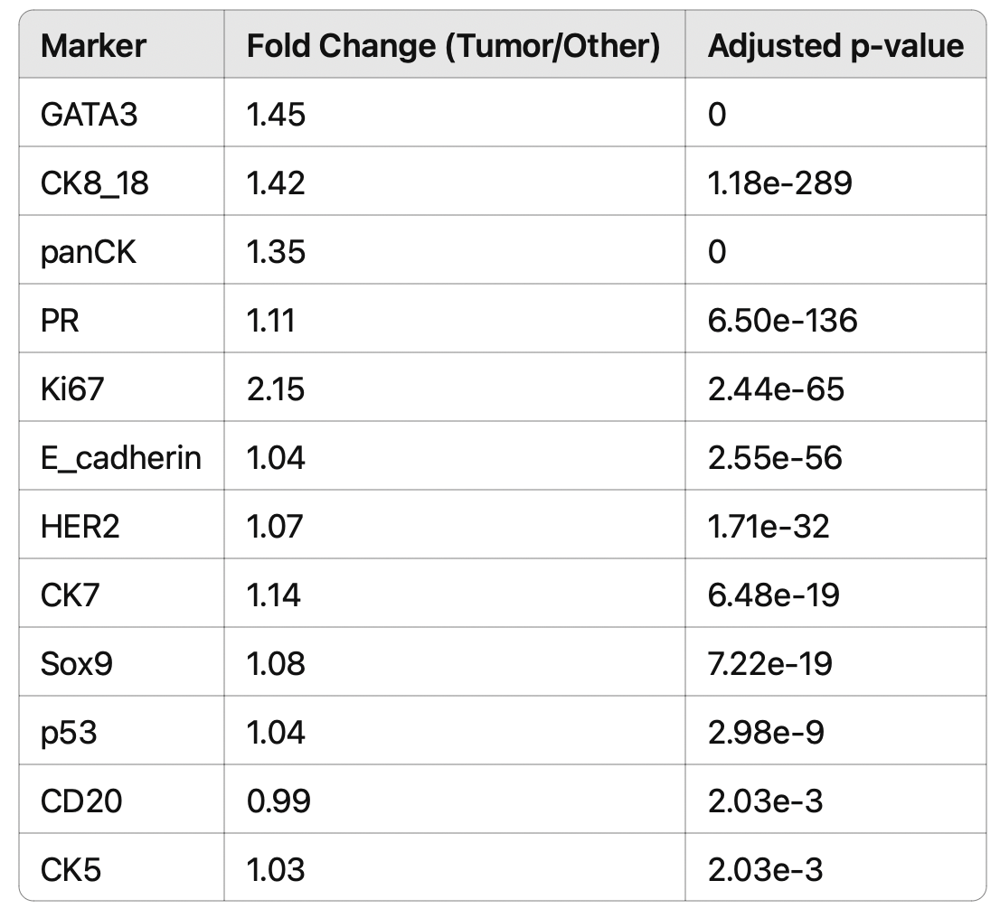 Marker Fold Change (Tumor/Other) Adjusted p-value
GATA3 1.45 0
CK8_18 1.42 1.18e-289
panCK 1.35 0
PR 1.11 6.50e-136
Ki67 2.15 2.44e-65
E_cadherin 1.04 2.55e-56
HER2 1.07 1.71e-32
CK7 1.14 6.48e-19
Sox9 1.08 7.22e-19
p53 1.04 2.98e-9
CD20 0.99 2.03e-3
CK5 1.03 2.03e-3